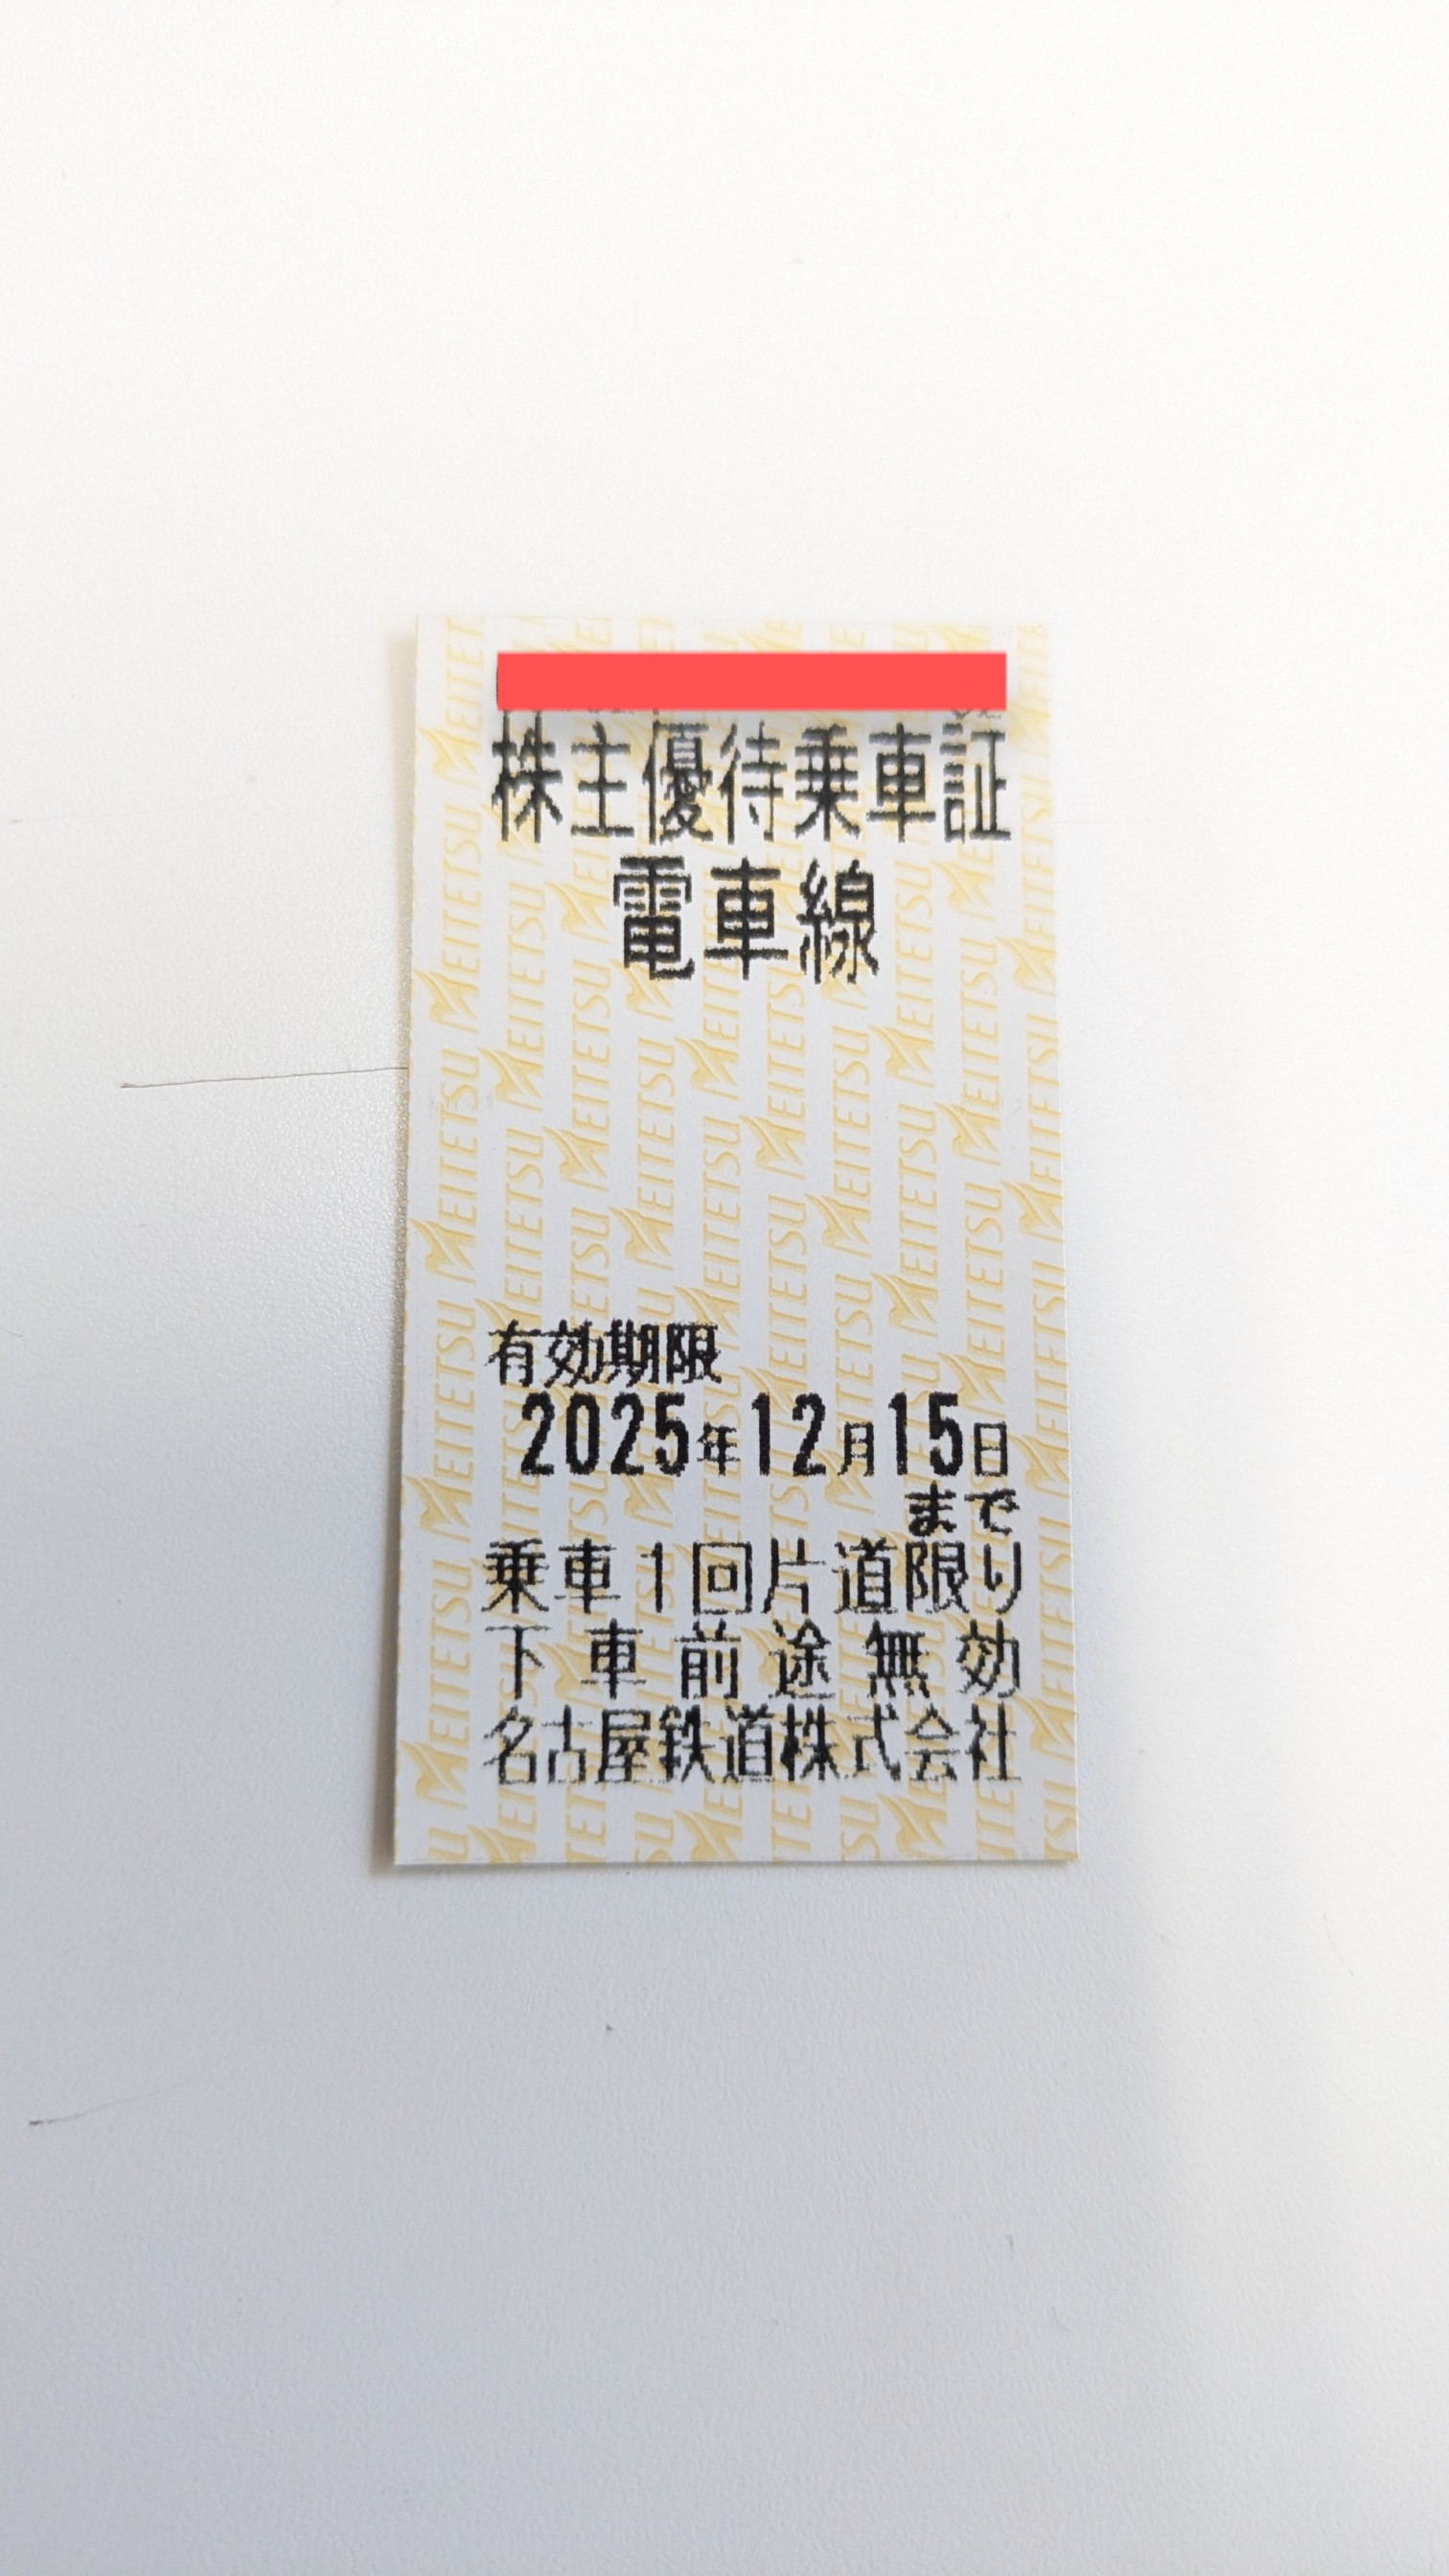 株主優待乗車証
電車線
有効期限
2025年12月15日
まで
乗車1回片道限り
下車前途無効
名古屋鉄道株式会社
MEITETSU